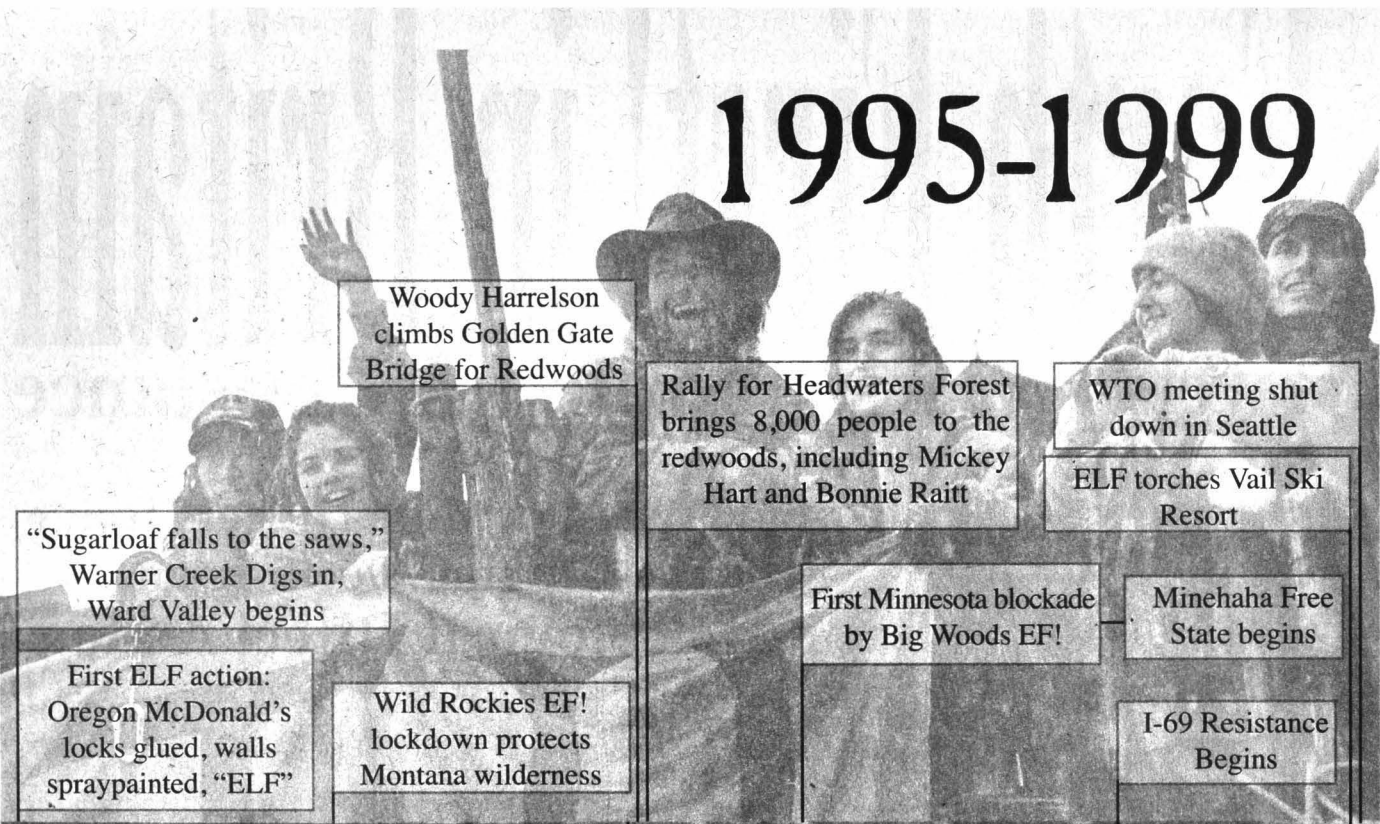 1995-1999
Woody Harrelson
climbs Golden Gate
Bridge for Redwoods
Rally for Headwaters Forest
brings 8,000 people to the
redwoods, including Mickey
Hart and Bonnie Raitt
WTO meeting shut
down in Seattle
ELF torches Vail Ski
Resort
“Sugarloaf falls to the saws,”
Warner Creek Digs in,
Ward Valley begins
First Minnesota blockade
by Big Woods EF!
Minehaha Free
State begins
First ELF action:
Oregon McDonald’s
locks glued, walls
spraypainted, “ELF”
Wild Rockies EF!
lockdown protects
Montana wilderness
I-69 Resistance
Begins